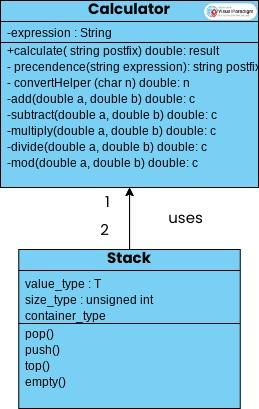 Calculator
Visual Paradigm
-expression : String
+calculate( string postfix) double: result
- precendence(string expression): string postfix
- convertHelper (char n) double: n
-add(double a, double b) double: c
-subtract(double a, double b) double: c
-multiply(double a, double b) double: c
-divide(double a, double b) double: c
-mod(double a, double b) double: c
1
uses
2
Stack
value_type : T
size_type : unsigned int
container_type
pop()
push()
top()
empty()